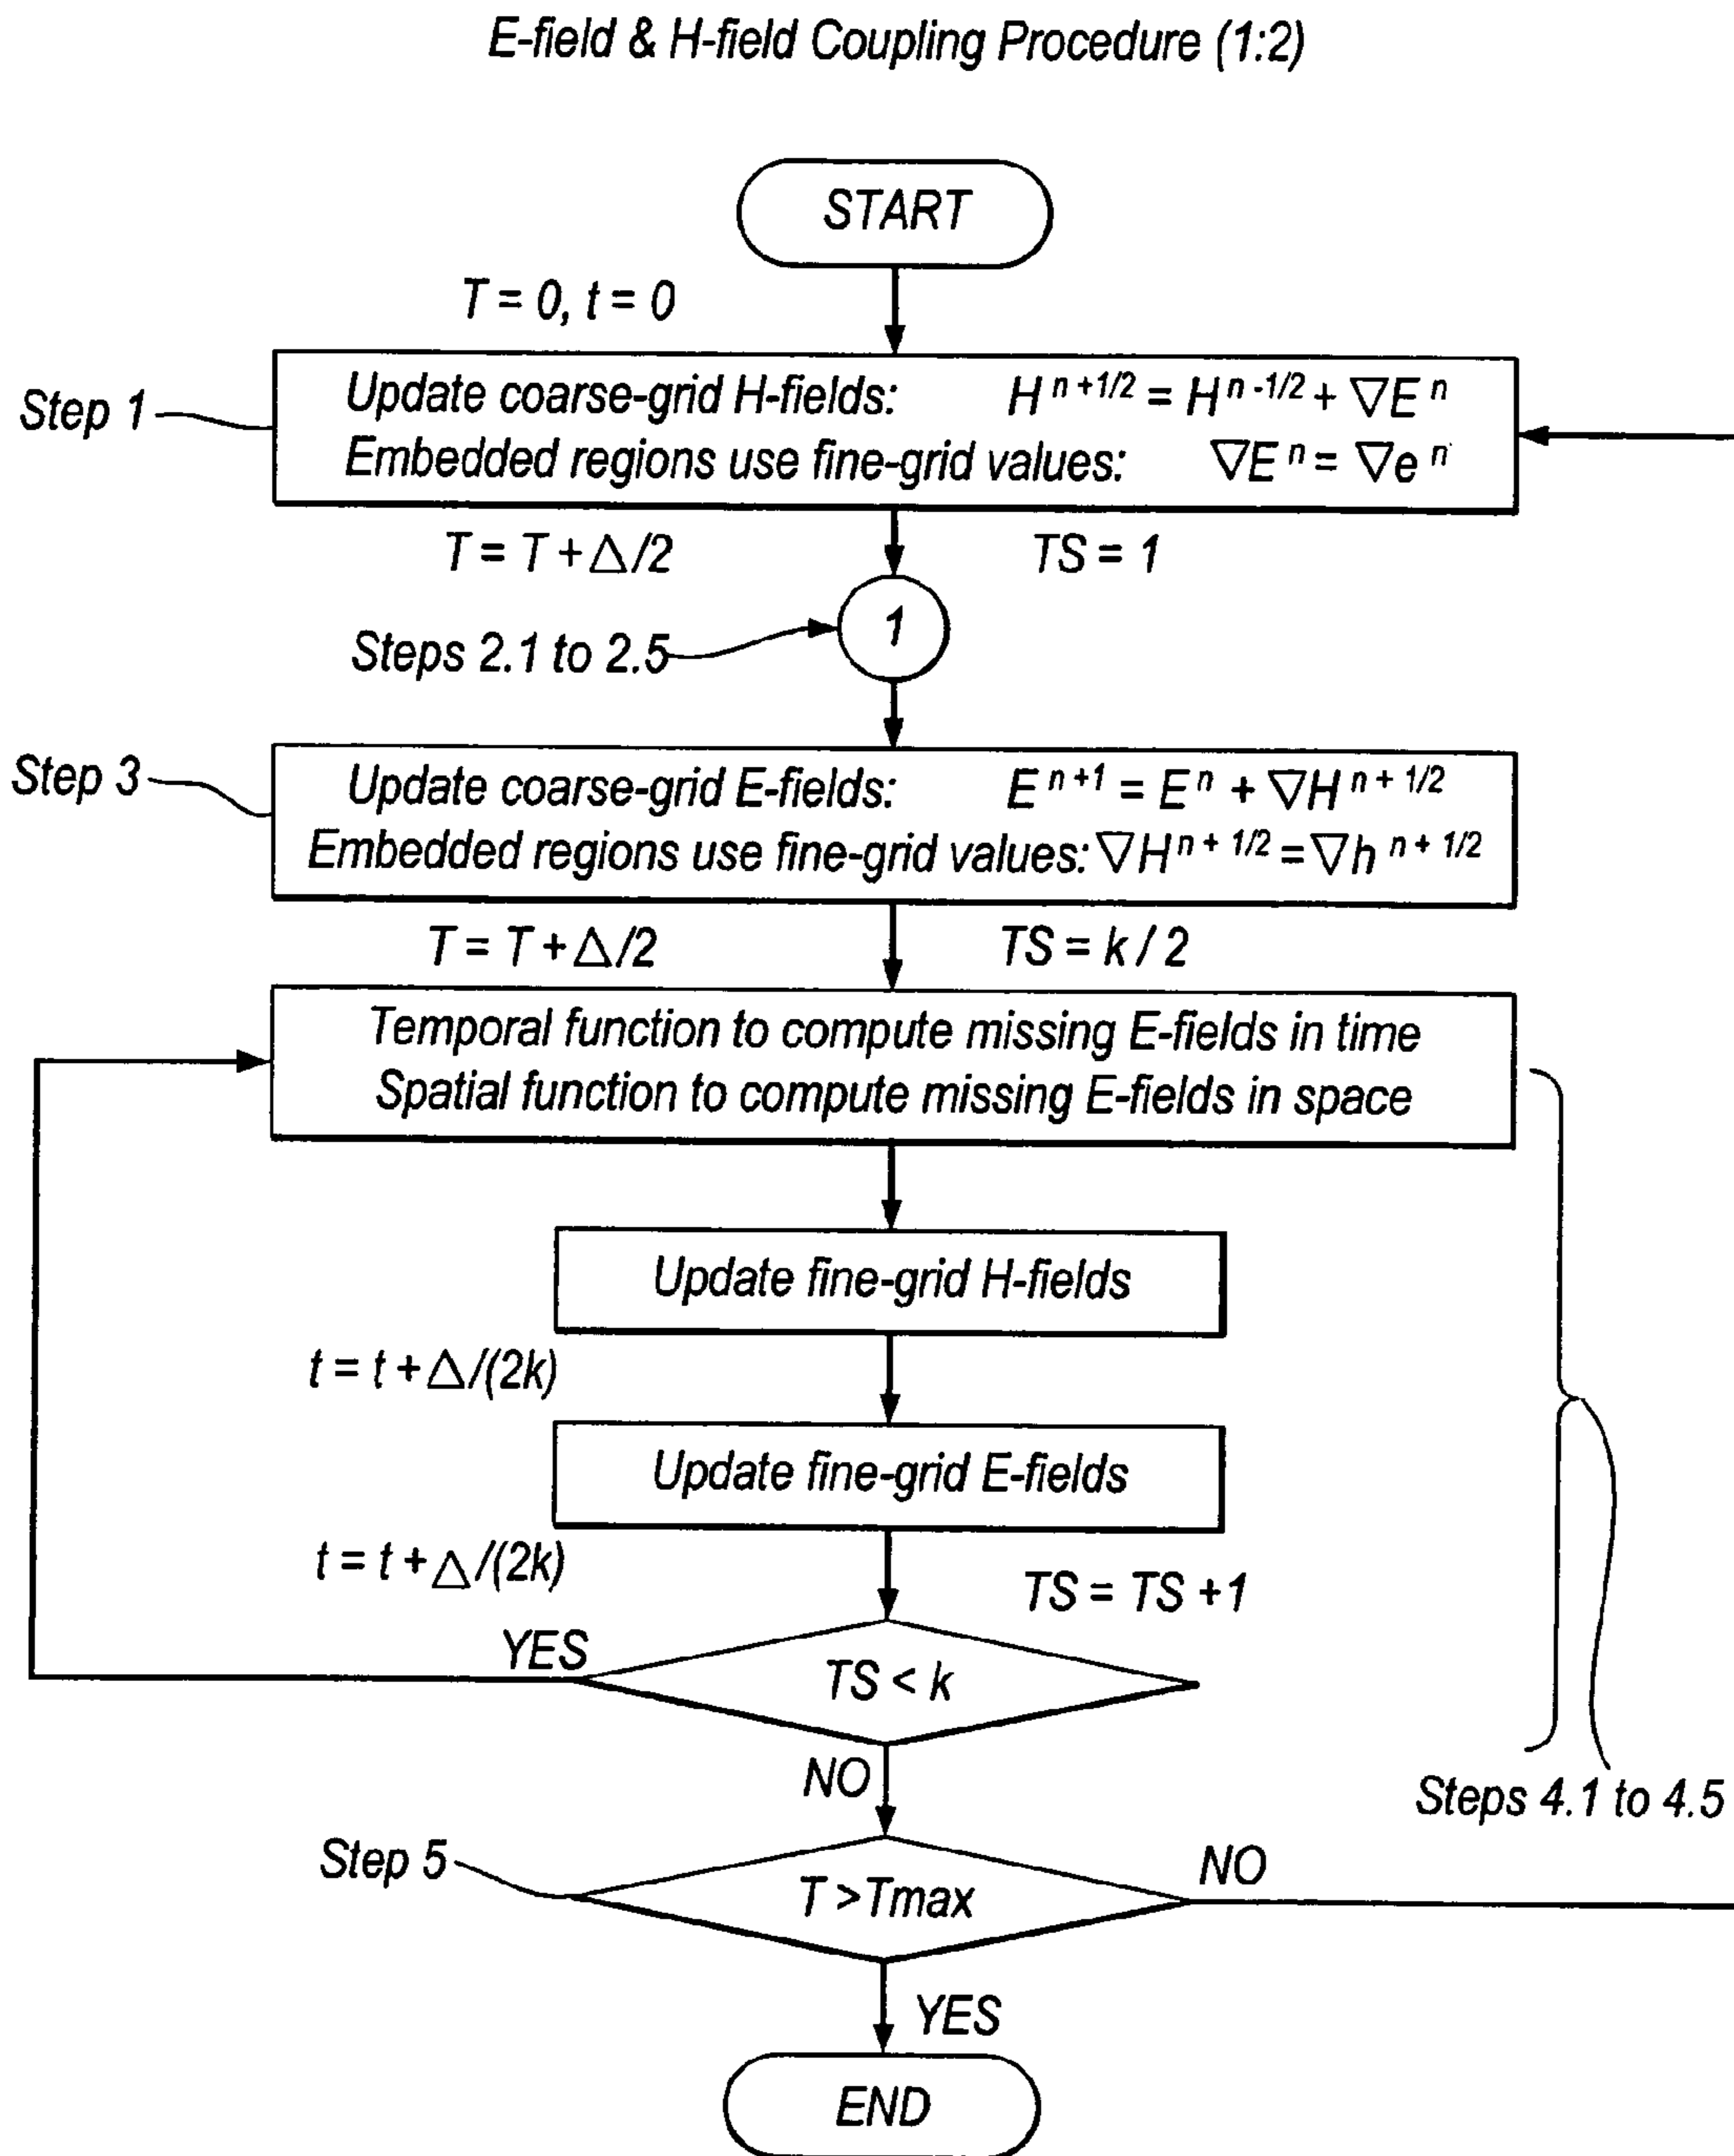 E-field & H-field Coupling Procedure (1:2)
START
T = 0, t = 0
Step 1
Update coarse-grid H-fields: H^{n+1/2} = H^{n-1/2} + ∇E^n
Embedded regions use fine-grid values: ∇E^n = ∇e^n
T = T + Δ/2
TS = 1
1
Steps 2.1 to 2.5
Step 3
Update coarse-grid E-fields: E^{n+1} = E^n + ∇H^{n+1/2}
Embedded regions use fine-grid values: ∇H^{n+1/2} = ∇h^{n+1/2}
T = T + Δ/2
TS = k / 2
Temporal function to compute missing E-fields in time
Spatial function to compute missing E-fields in space
Update fine-grid H-fields
t = t + Δ/(2k)
Update fine-grid E-fields
t = t + Δ/(2k)
TS = TS +1
YES
TS < k
NO
Steps 4.1 to 4.5
Step 5
T >Tmax
NO
YES
END